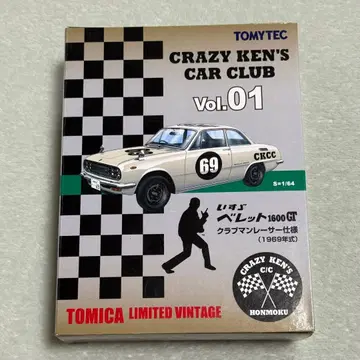 TOMYTEC
CRAZY KEN'S
CAR CLUB
Vol.01
69
CKCC
S=1/64
いすゞ
ベレット1600GT
クラブマンレーサー仕様
(1969年式)
CRAZY KEN'S
C/C
HONMOKU
TOMICA LIMITED VINTAGE